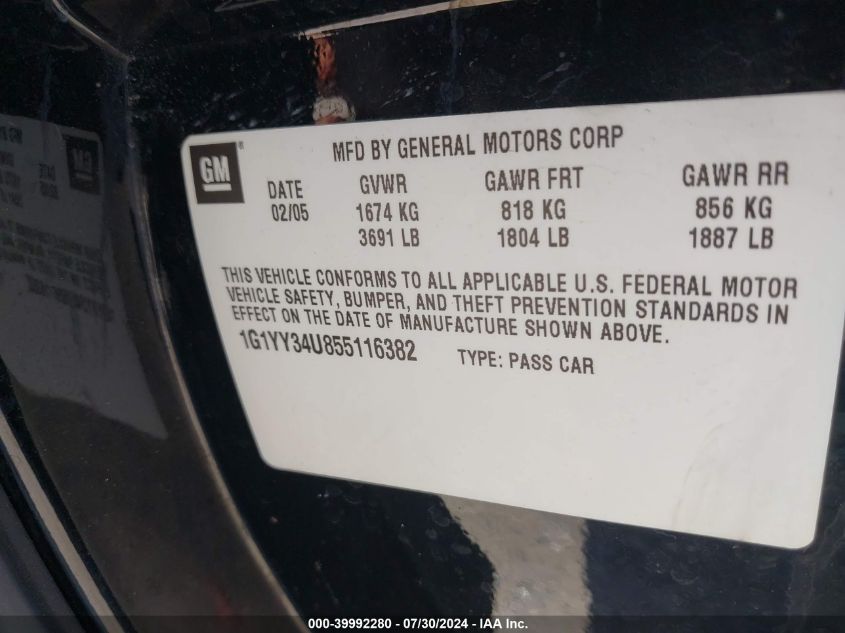 GM ®
MFD BY GENERAL MOTORS CORP
DATE GVWR GAWR FRT GAWR RR
02/05 1674 KG 818 KG 856 KG
3691 LB 1804 LB 1887 LB
THIS VEHICLE CONFORMS TO ALL APPLICABLE U.S. FEDERAL MOTOR
VEHICLE SAFETY, BUMPER, AND THEFT PREVENTION STANDARDS IN
EFFECT ON THE DATE OF MANUFACTURE SHOWN ABOVE.
1G1YY34U855116382 TYPE: PASS CAR
000-39992280 - 07/30/2024 - IAA Inc.